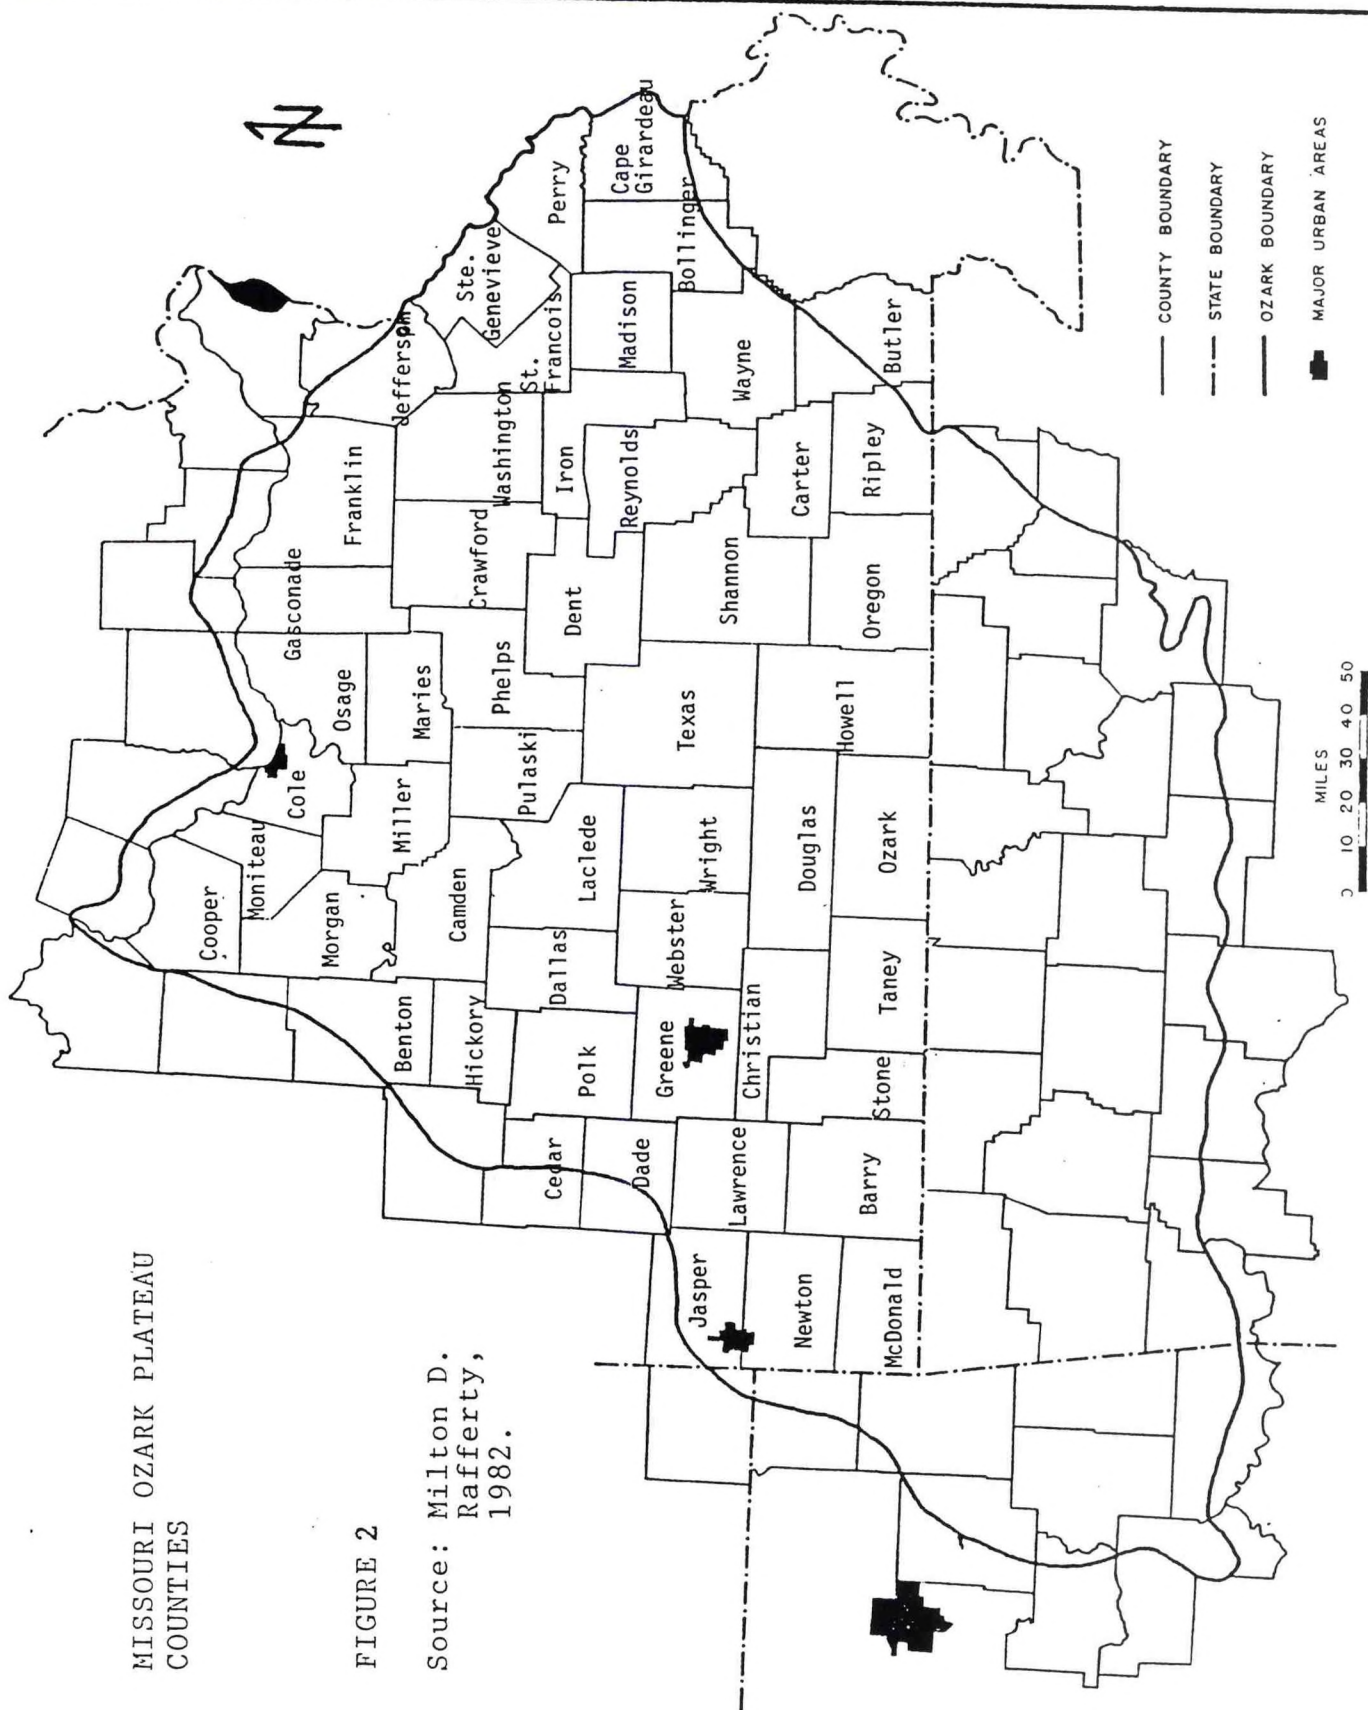 MISSOURI OZARK PLATEAU
COUNTIES
FIGURE 2
Source: Milton D.
Rafferty,
1982.
N
Cooper
Moniteau
Cole
Osage
Gasconade
Franklin
Jefferson
Morgan
Miller
Maries
Benton
Camden
Pulaski
Phelps
Crawford
Washington
Ste.
Genevieve
St.
Francois
Perry
Cape
Girardeau
Bollinger
Hickory
Dallas
Laclede
Dent
Iron
Madison
Cedar
Polk
Dade
Greene
Webster
Wright
Texas
Reynolds
Shannon
Wayne
Jasper
Lawrence
Christian
Douglas
Howell
Carter
Butler
Newton
Barry
Stone
Taney
Ozark
Oregon
Ripley
McDonald
COUNTY BOUNDARY
STATE BOUNDARY
OZARK BOUNDARY
MAJOR URBAN AREAS
MILES
0 10 20 30 40 50